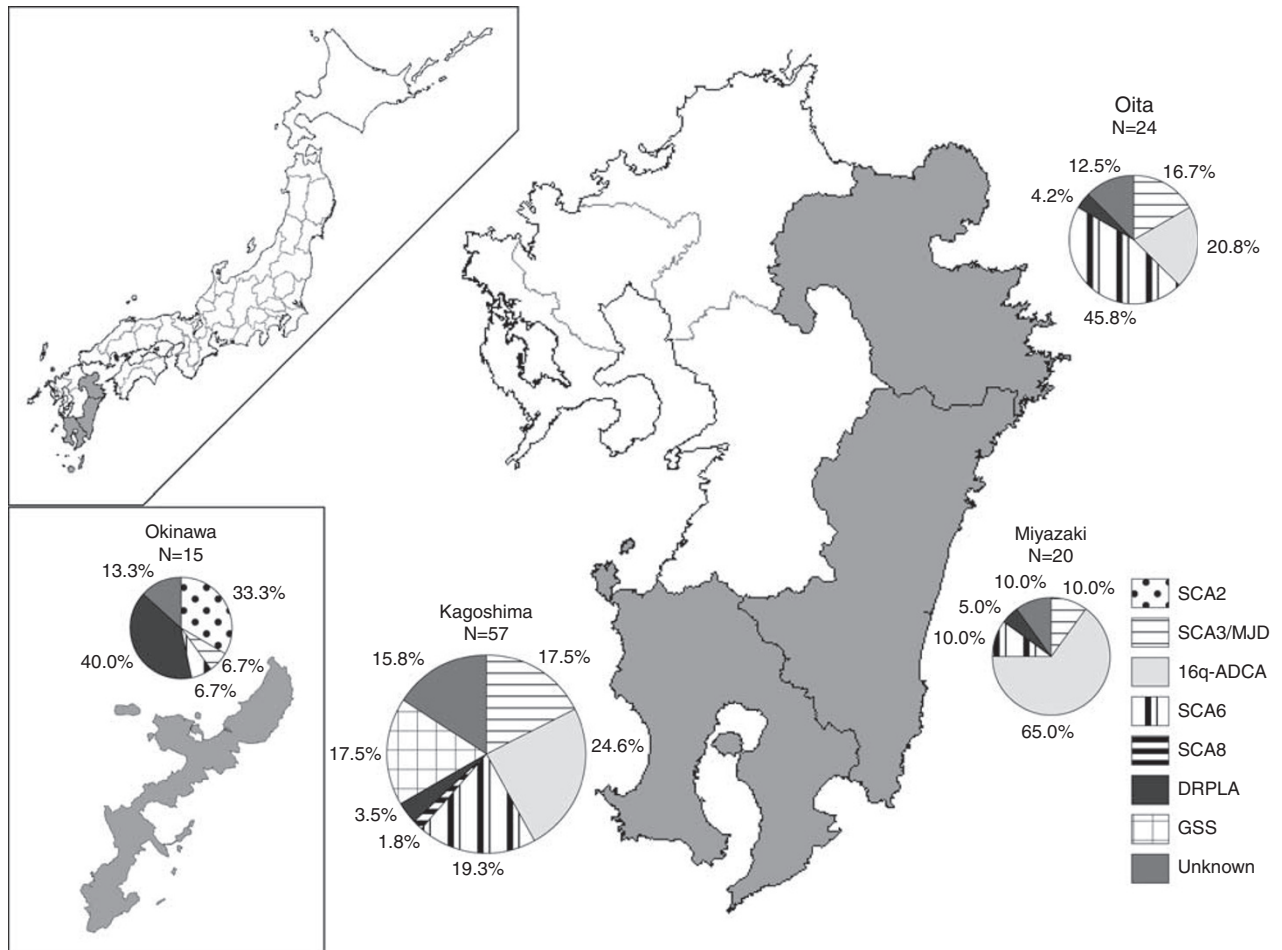 Oita
N=24
12.5%
16.7%
4.2%
20.8%
45.8%
Okinawa
N=15
13.3%
33.3%
40.0%
6.7%
6.7%
Kagoshima
N=57
15.8%
17.5%
17.5%
24.6%
3.5%
1.8%
19.3%
Miyazaki
N=20
10.0%
10.0%
5.0%
10.0%
65.0%
SCA2
SCA3/MJD
16q-ADCA
SCA6
SCA8
DRPLA
GSS
Unknown